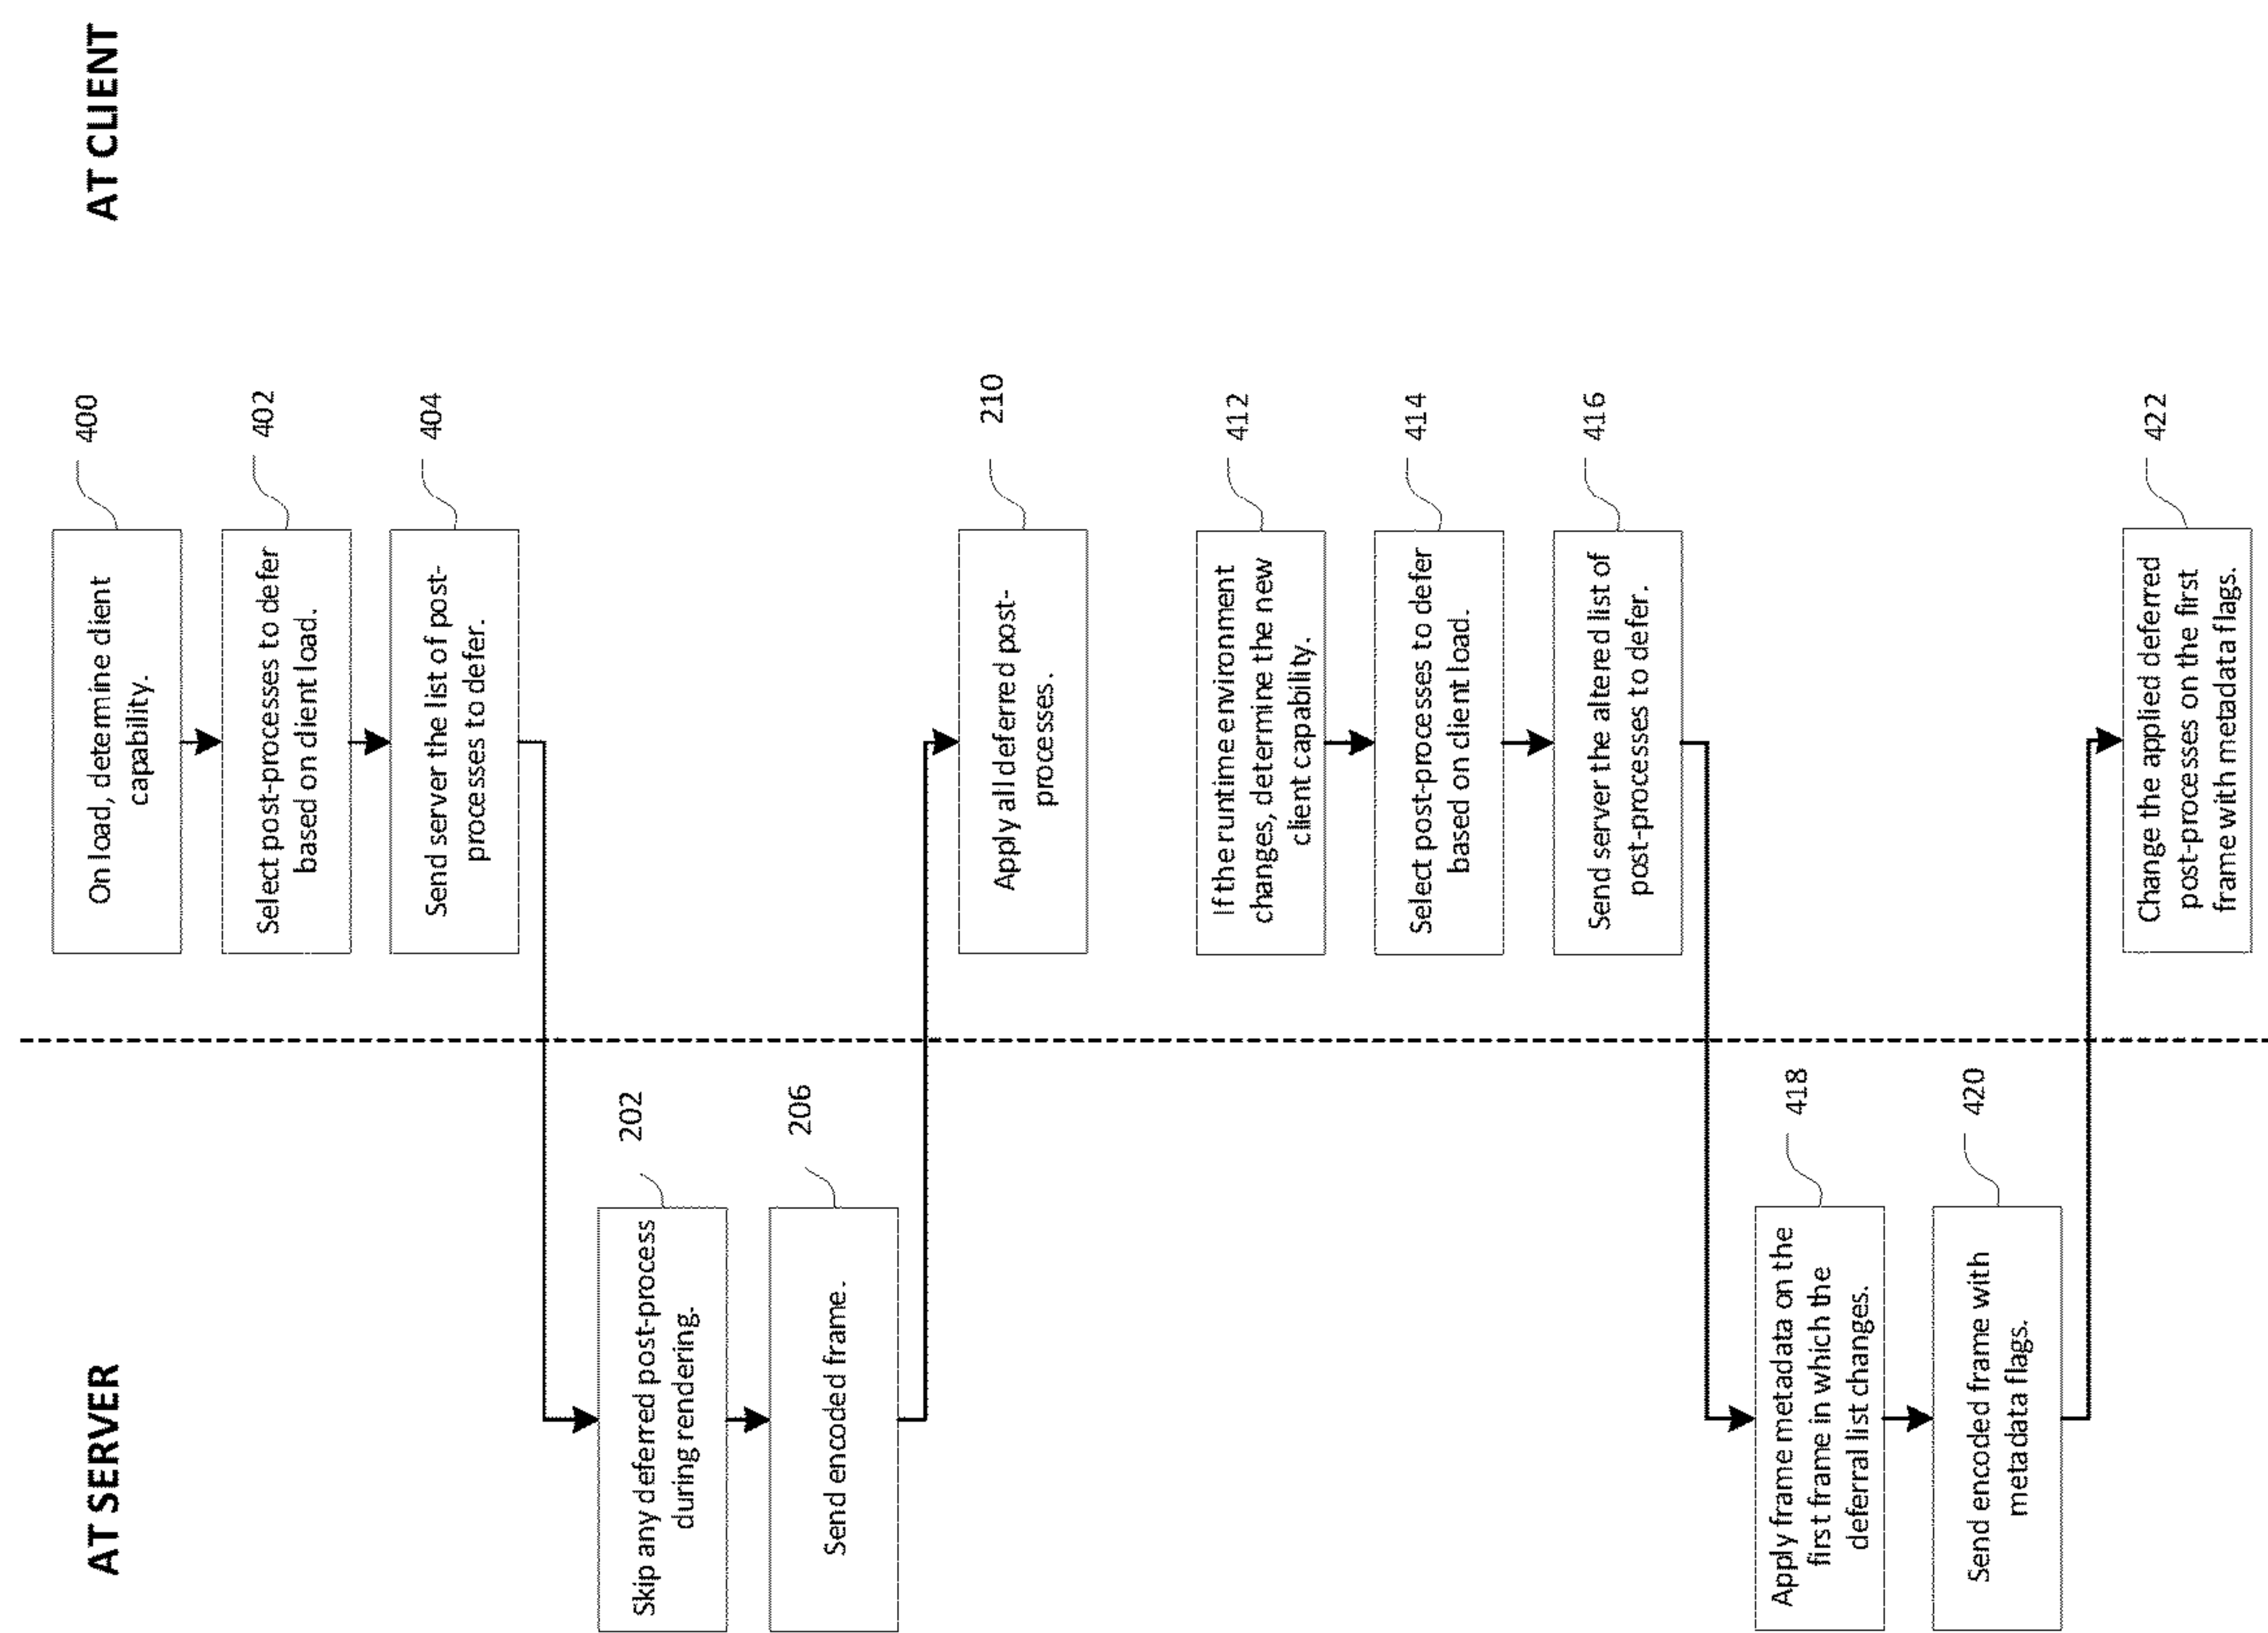 AT SERVER
AT CLIENT
On load, determine client
capability.
400
Select post-processes to defer
based on client load.
402
Send server the list of post-
processes to defer.
404
Skip any deferred post-process
during rendering.
202
Send encoded frame.
206
Apply all deferred post-
processes.
210
If the runtime environment
changes, determine the new
client capability.
412
Select post-processes to defer
based on client load.
414
Send server the altered list of
post-processes to defer.
416
Apply frame metadata on the
first frame in which the
deferral list changes.
418
Send encoded frame with
metadata flags.
420
Change the applied deferred
post-processes on the first
frame with metadata flags.
422